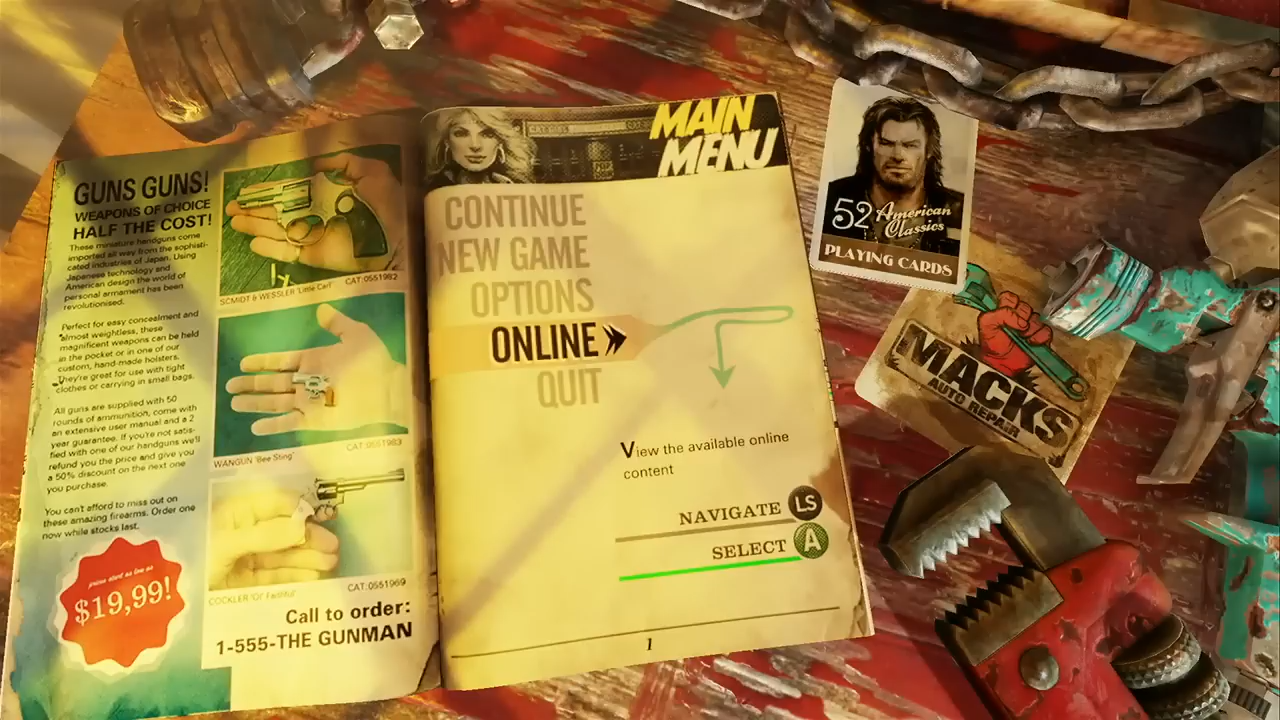 GUNS GUNS!
WEAPONS OF CHOICE
HALF THE COST!
These miniature handguns come
imported all way from the sophisti-
cated industries of Japan. Using
Japanese technology and
American design the world of
personal armament has been
revolutionised.
Perfect for easy concealment and
almost weightless, these
magnificent weapons can be held
in the pocket or in one of our
custom, hand-made holsters.
They're great for use with tight
clothes or carrying in small bags.
All guns are supplied with 50
rounds of ammunition, come with
an extensive user manual and a 2
year guarantee. If you're not satis-
fied with one of our handguns we'll
refund you the price and give you
a 50% discount on the next one
you purchase.
You can't afford to miss out on
these amazing firearms. Order one
now while stocks last.
prices start as low as
$19,99!
SCMIDT & WESSLER 'Little Carl' CAT:0551982
WANGUN 'Bee Sting' CAT:0551983
COCKLER 'Ol' Faithful' CAT:0551969
Call to order:
1-555-THE GUNMAN
MAIN
MENU
CONTINUE
NEW GAME
OPTIONS
ONLINE
QUIT
View the available online
content
NAVIGATE LS
SELECT A
1
52 American
Classics
PLAYING CARDS
MACKS
AUTO REPAIR